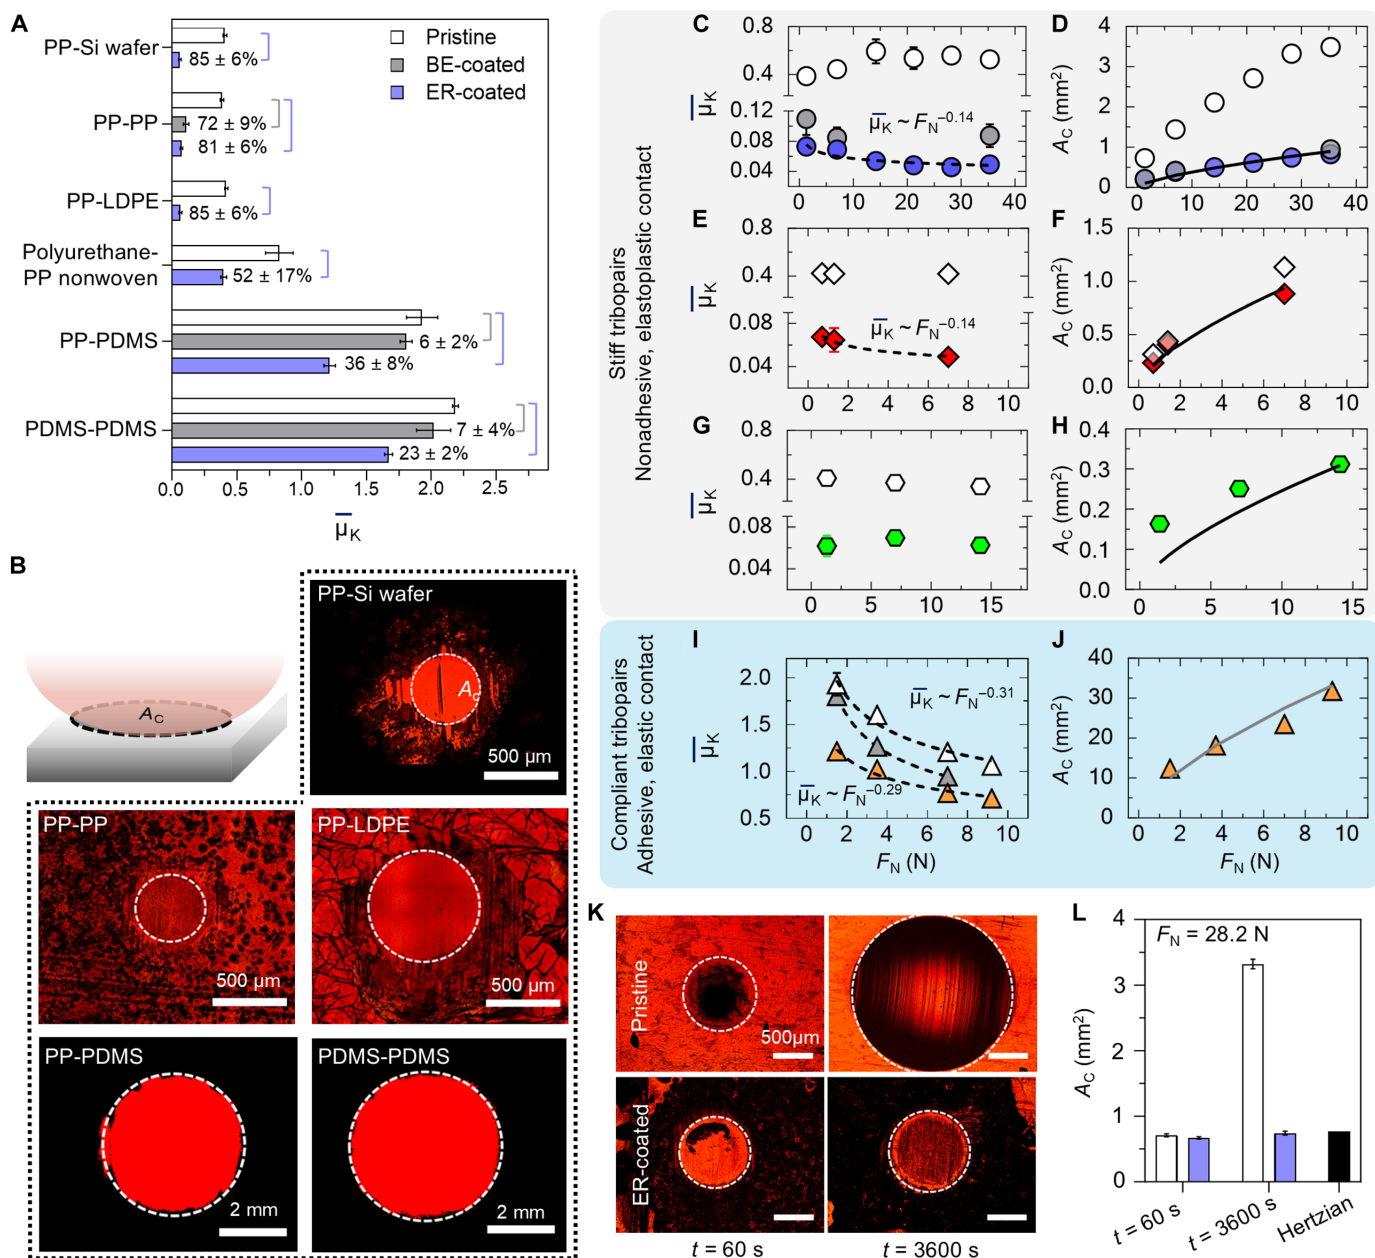 A
PP-Si wafer
85 ± 6%
Pristine
BE-coated
ER-coated
PP-PP
72 ± 9%
81 ± 6%
PP-LDPE
85 ± 6%
Polyurethane-
PP nonwoven
52 ± 17%
PP-PDMS
6 ± 2%
36 ± 8%
PDMS-PDMS
7 ± 4%
23 ± 2%
0.0 0.5 1.0 1.5 2.0 2.5
μ̅K
B
AC
PP-Si wafer
AC
500 μm
PP-PP
500 μm
PP-LDPE
500 μm
PP-PDMS
2 mm
PDMS-PDMS
2 mm
Stiff tribopairs
Nonadhesive, elastoplastic contact
C
0.8
0.4
0.12
0.08
0.04
μ̅K
μ̅K ~ FN^−0.14
0 10 20 30 40
D
4
3
2
1
0
AC (mm²)
0 10 20 30 40
E
0.8
0.4
0.08
0.04
μ̅K
μ̅K ~ FN^−0.14
0 2 4 6 8 10
F
1.5
1.0
0.5
0.0
AC (mm²)
0 2 4 6 8 10
G
0.8
0.4
0.08
0.04
μ̅K
0 5 10 15
H
0.4
0.3
0.2
0.1
0.0
AC (mm²)
0 5 10 15
Compliant tribopairs
Adhesive, elastic contact
I
2.0
1.5
1.0
0.5
μ̅K
μ̅K ~ FN^−0.31
μ̅K ~ FN^−0.29
0 2 4 6 8 10
FN (N)
J
40
30
20
10
0
AC (mm²)
0 2 4 6 8 10
FN (N)
K
Pristine
500μm
ER-coated
t = 60 s
t = 3600 s
L
FN = 28.2 N
4
3
2
1
0
AC (mm²)
t = 60 s
t = 3600 s
Hertzian